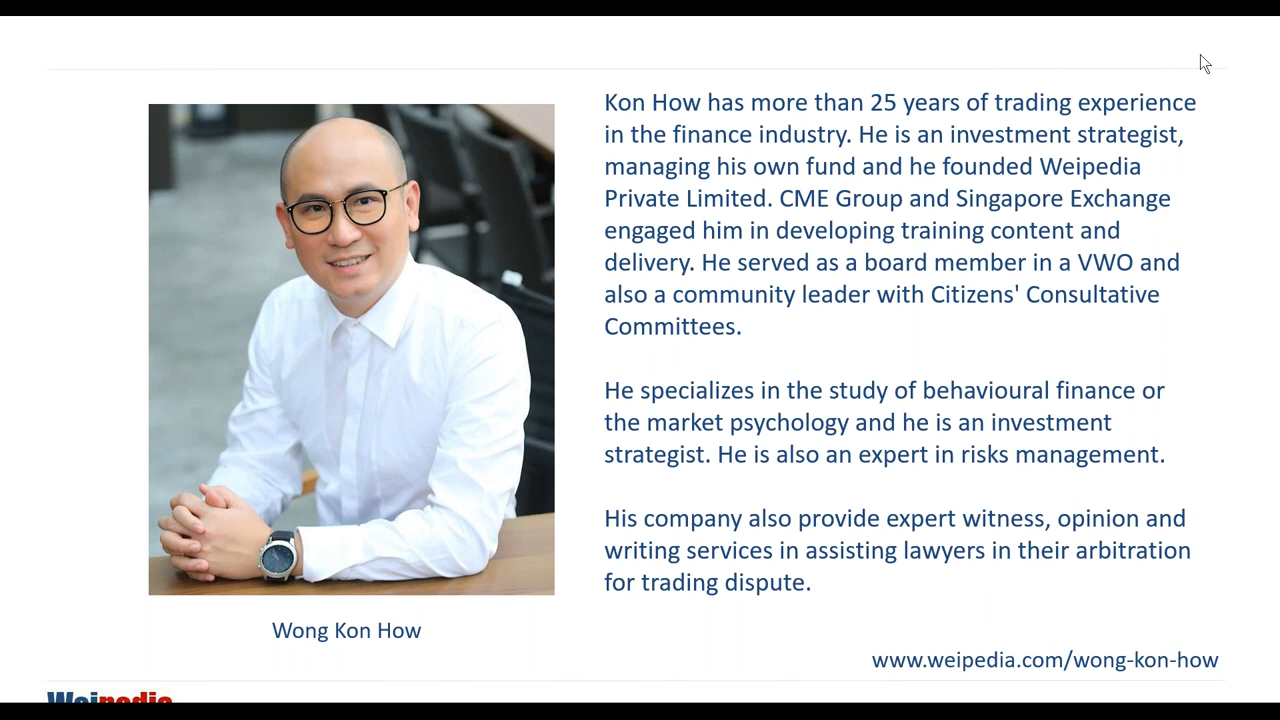 Kon How has more than 25 years of trading experience
in the finance industry. He is an investment strategist,
managing his own fund and he founded Weipedia
Private Limited. CME Group and Singapore Exchange
engaged him in developing training content and
delivery. He served as a board member in a VWO and
also a community leader with Citizens' Consultative
Committees.
He specializes in the study of behavioural finance or
the market psychology and he is an investment
strategist. He is also an expert in risks management.
His company also provide expert witness, opinion and
writing services in assisting lawyers in their arbitration
for trading dispute.
Wong Kon How
www.weipedia.com/wong-kon-how
Weipedia